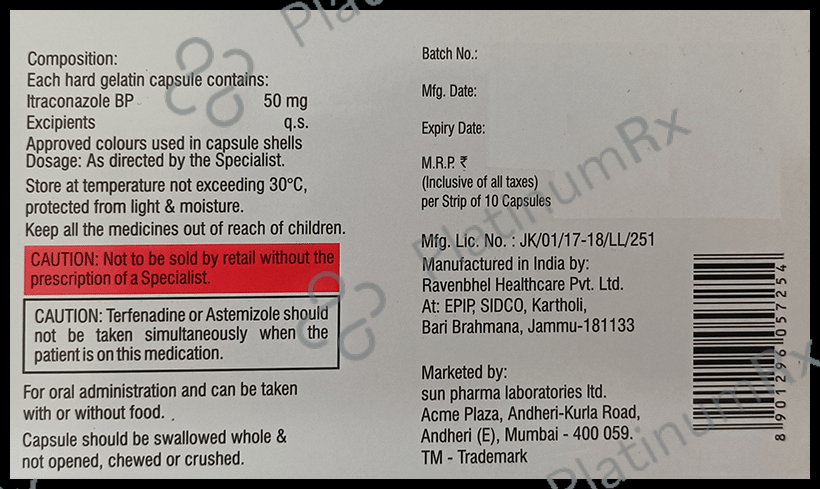 Composition:
Each hard gelatin capsule contains:
Itraconazole BP 50 mg
Excipients q.s.
Approved colours used in capsule shells
Dosage: As directed by the Specialist.
Store at temperature not exceeding 30°C,
protected from light & moisture.
Keep all the medicines out of reach of children.
CAUTION: Not to be sold by retail without the
prescription of a Specialist.
CAUTION: Terfenadine or Astemizole should
not be taken simultaneously when the
patient is on this medication.
For oral administration and can be taken
with or without food.
Capsule should be swallowed whole &
not opened, chewed or crushed.
Batch No.:
Mfg. Date:
Expiry Date:
M.R.P. ₹
(Inclusive of all taxes)
per Strip of 10 Capsules
Mfg. Lic. No. : JK/01/17-18/LL/251
Manufactured in India by:
Ravenbhel Healthcare Pvt. Ltd.
At: EPIP, SIDCO, Kartholi,
Bari Brahmana, Jammu-181133
Marketed by:
sun pharma laboratories ltd.
Acme Plaza, Andheri-Kurla Road,
Andheri (E), Mumbai - 400 059.
TM - Trademark
8 901296 057254
Plat
PlatinumRx
PlatinumRx